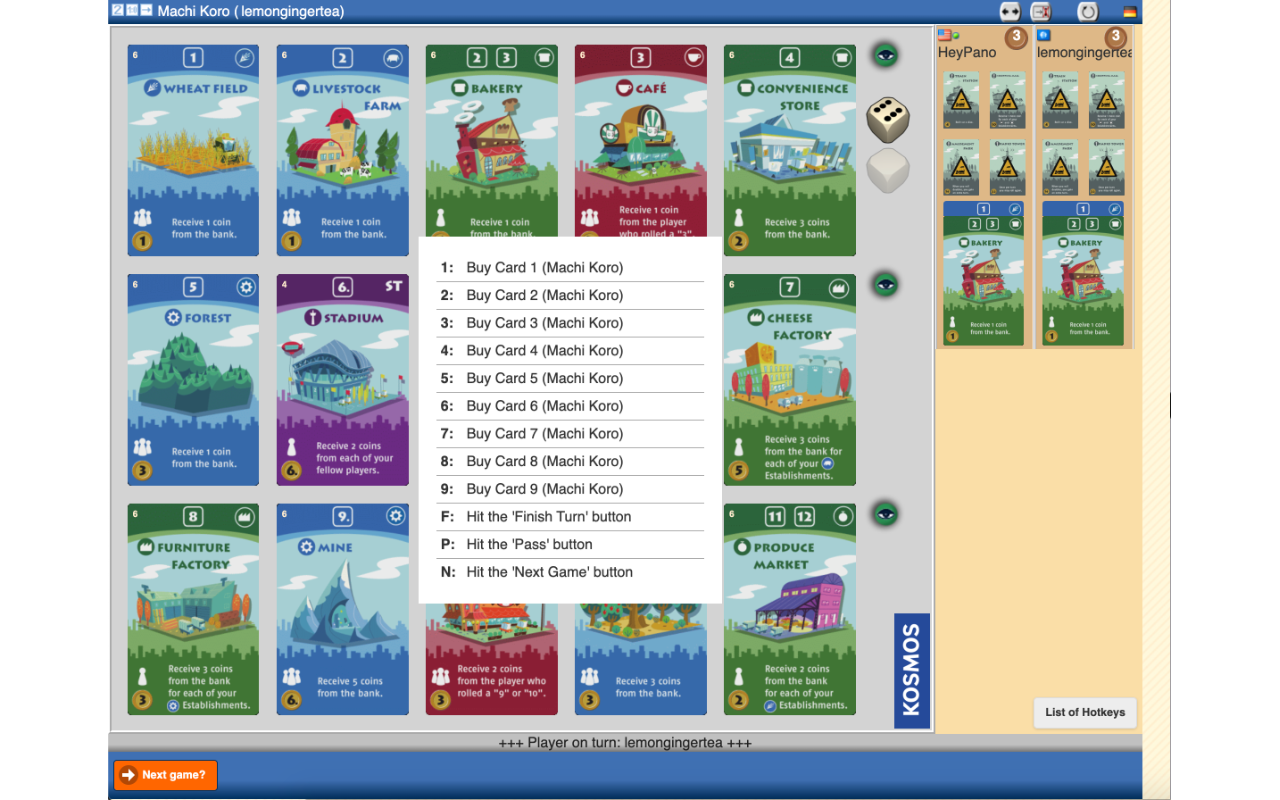 Machi Koro ( lemongingertea)
6 1
WHEAT FIELD
Receive 1 coin
from the bank.
1
6 2
LIVESTOCK
FARM
Receive 1 coin
from the bank.
1
6 2 3
BAKERY
Receive 1 coin
from the bank.
6 3
CAFÉ
Receive 1 coin
from the player
who rolled a "3".
6 4
CONVENIENCE
STORE
Receive 3 coins
from the bank.
2
6 5
FOREST
Receive 1 coin
from the bank.
3
4 6. ST
STADIUM
Receive 2 coins
from each of your
fellow players.
6.
6 7
CHEESE
FACTORY
Receive 3 coins
from the bank for
each of your
Establishments.
5
6 8
FURNITURE
FACTORY
Receive 3 coins
from the bank
for each of your
Establishments.
3
6 9.
MINE
Receive 5 coins
from the bank.
6.
Receive 2 coins
from the player who
rolled a "9" or "10".
3
Receive 3 coins
from the bank.
3
6 11 12
PRODUCE
MARKET
Receive 2 coins
from the bank
for each of your
Establishments.
2
1: Buy Card 1 (Machi Koro)
2: Buy Card 2 (Machi Koro)
3: Buy Card 3 (Machi Koro)
4: Buy Card 4 (Machi Koro)
5: Buy Card 5 (Machi Koro)
6: Buy Card 6 (Machi Koro)
7: Buy Card 7 (Machi Koro)
8: Buy Card 8 (Machi Koro)
9: Buy Card 9 (Machi Koro)
F: Hit the 'Finish Turn' button
P: Hit the 'Pass' button
N: Hit the 'Next Game' button
KOSMOS
3
HeyPano
1
2 3
BAKERY
Receive 1 coin
from the bank.
1
3
lemongingertea
1
2 3
BAKERY
Receive 1 coin
from the bank.
1
List of Hotkeys
+++ Player on turn: lemongingertea +++
Next game?